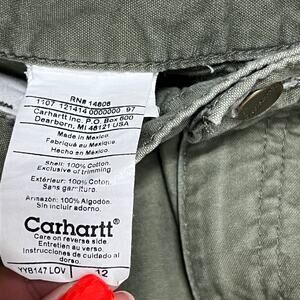 RN# 14806
1107 121414 0000000 97
Carhartt Inc. P.O. Box 600
Dearborn, MI 48121 USA
Made in Mexico.
Fabriqué au Mexique
Hecho en México.
Shell: 100% Cotton.
Exclusive of trimming
Extérieur: 100% Coton
Sans garniture.
Armazón: 100% Algodón.
Sin incluir adorno.
Carhartt
Care on reverse side.
Entretien au verso.
Instrucciones de cuidado al dorso.
YYB147 LOV 12